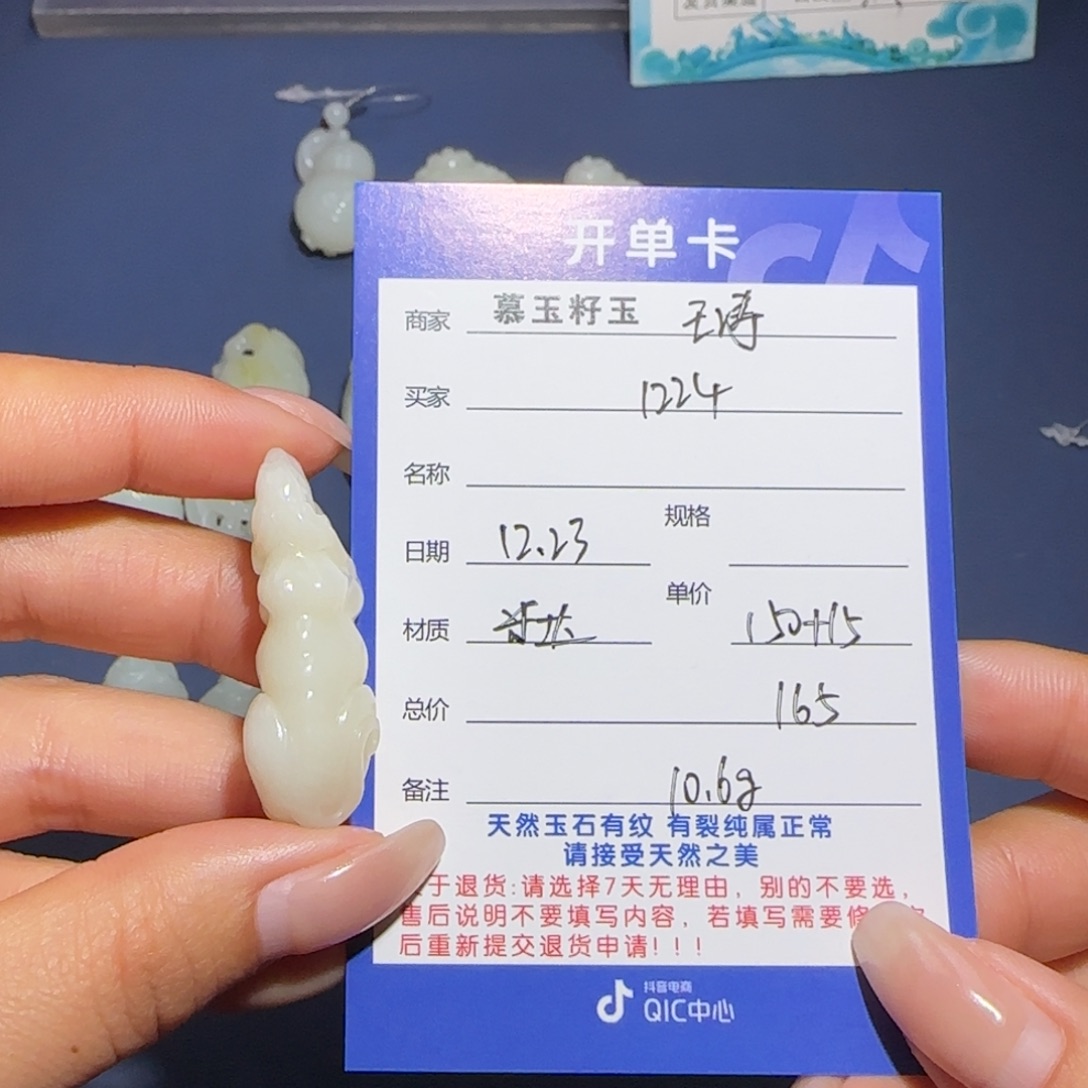 开单卡
商家 慕玉籽玉 王涛
买家 1224
名称
规格
日期 12.23
单价 150+15
材质
总价 165
备注 10.6g
天然玉石有纹 有裂纯属正常
请接受天然之美
于退货:请选择7天无理由，别的不要选，
售后说明不要填写内容，若填写需要修
后重新提交退货申请！！！
抖音电商
QIC中心